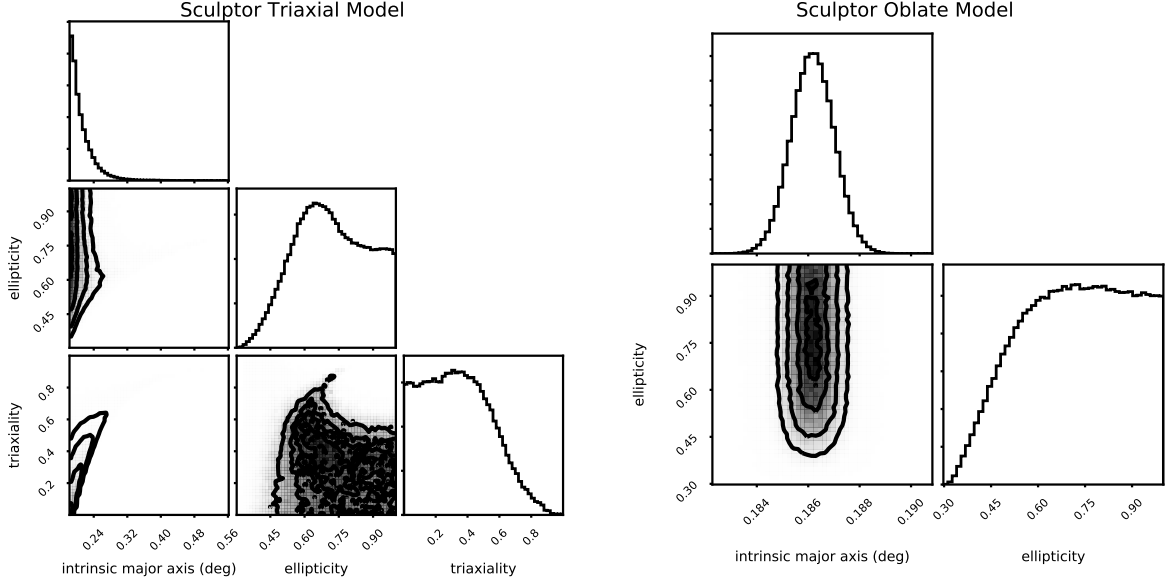 Sculptor Triaxial Model
ellipticity
0.90
0.75
0.60
0.45
triaxiality
0.8
0.6
0.4
0.2
0.24 0.32 0.40 0.48 0.56
intrinsic major axis (deg)
0.45 0.60 0.75 0.90
ellipticity
0.2 0.4 0.6 0.8
triaxiality
Sculptor Oblate Model
ellipticity
0.90
0.75
0.60
0.45
0.30
0.184 0.186 0.188 0.190
intrinsic major axis (deg)
0.30 0.45 0.60 0.75 0.90
ellipticity